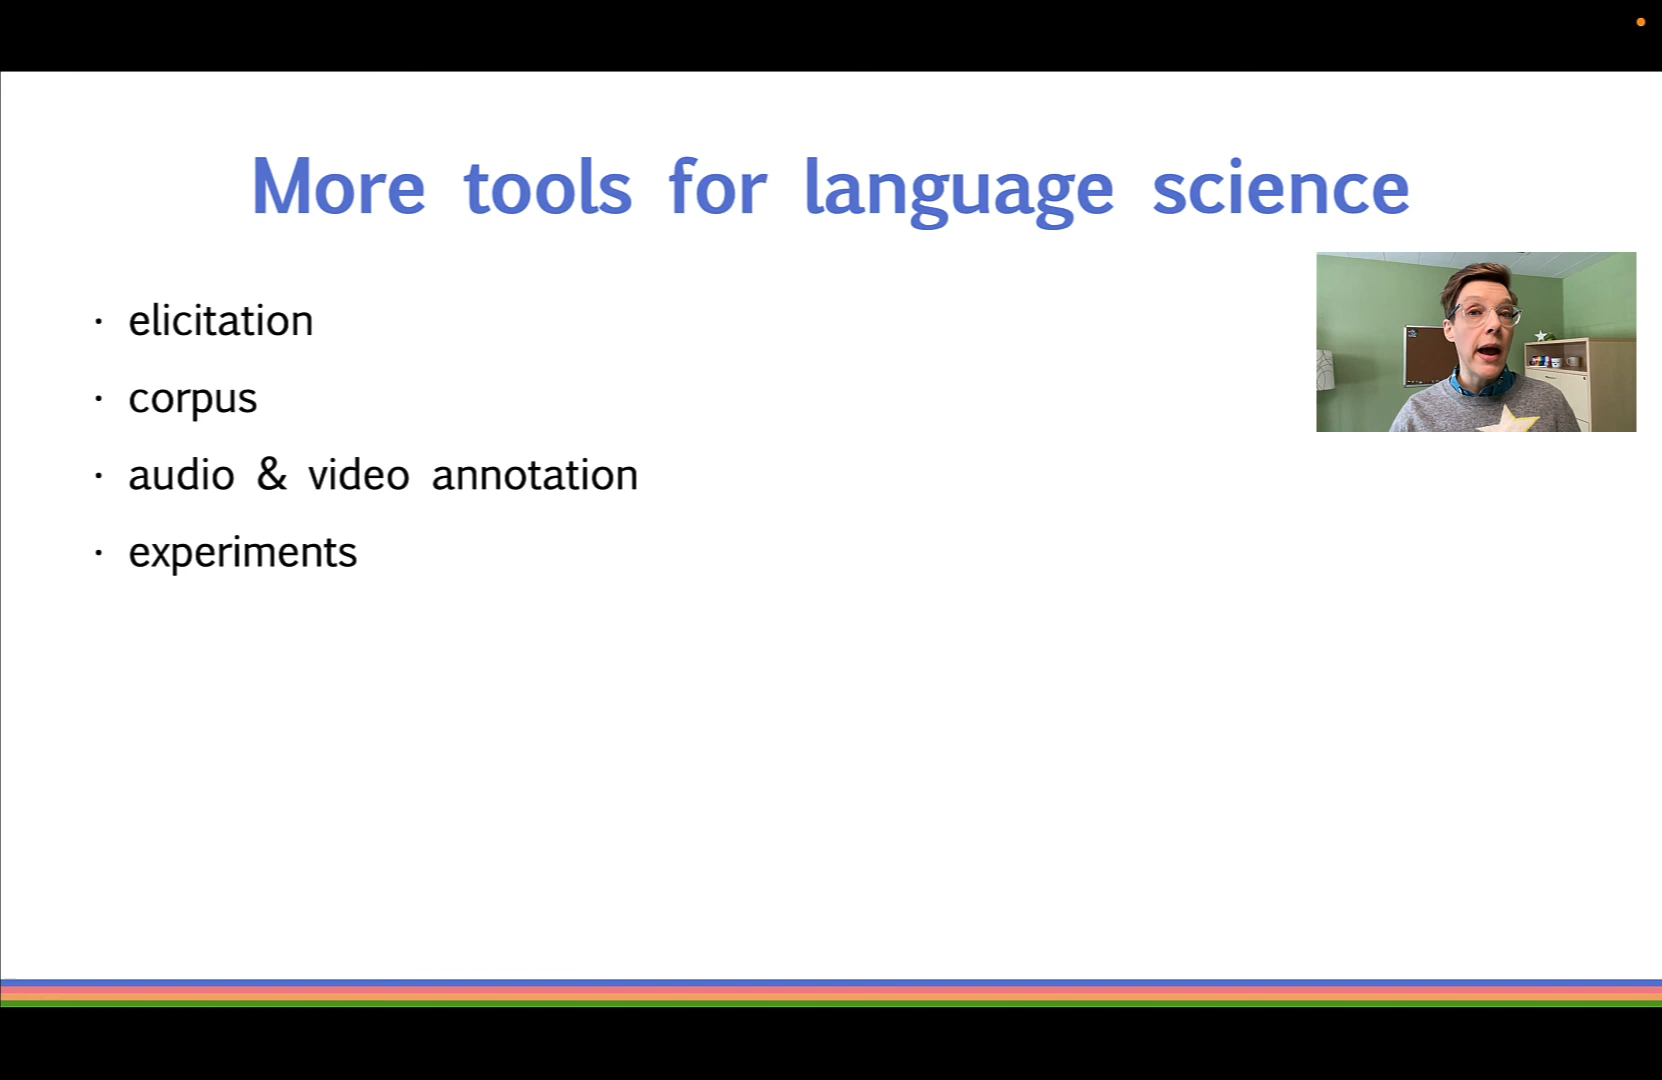 More tools for language science
· elicitation
· corpus
· audio & video annotation
· experiments